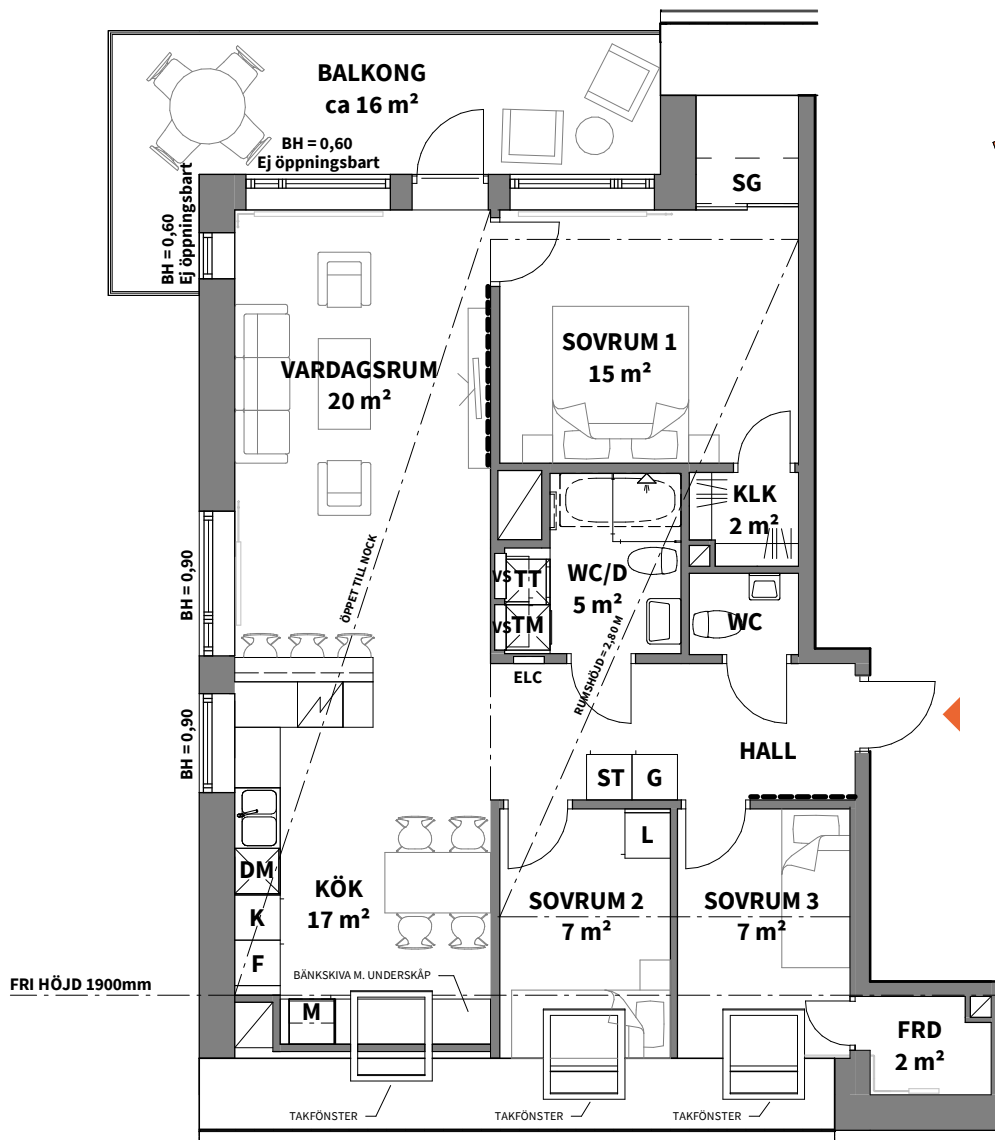 BALKONG
ca 16 m²
BH = 0,60
Ej öppningsbart
BH = 0,60
Ej öppningsbart
SG
SOVRUM 1
15 m²
VARDAGSRUM
20 m²
KLK
2 m²
ÖPPET TILL NOCK
BH = 0,90
VS
TT
WC/D
5 m²
VS
TM
WC
RUMSHÖJD = 2,80 M
ELC
BH = 0,90
HALL
ST
G
L
DM
KÖK
17 m²
K
F
SOVRUM 2
7 m²
SOVRUM 3
7 m²
FRI HÖJD 1900mm
BÄNKSKIVA M. UNDERSKÅP
M
FRD
2 m²
TAKFÖNSTER
TAKFÖNSTER
TAKFÖNSTER